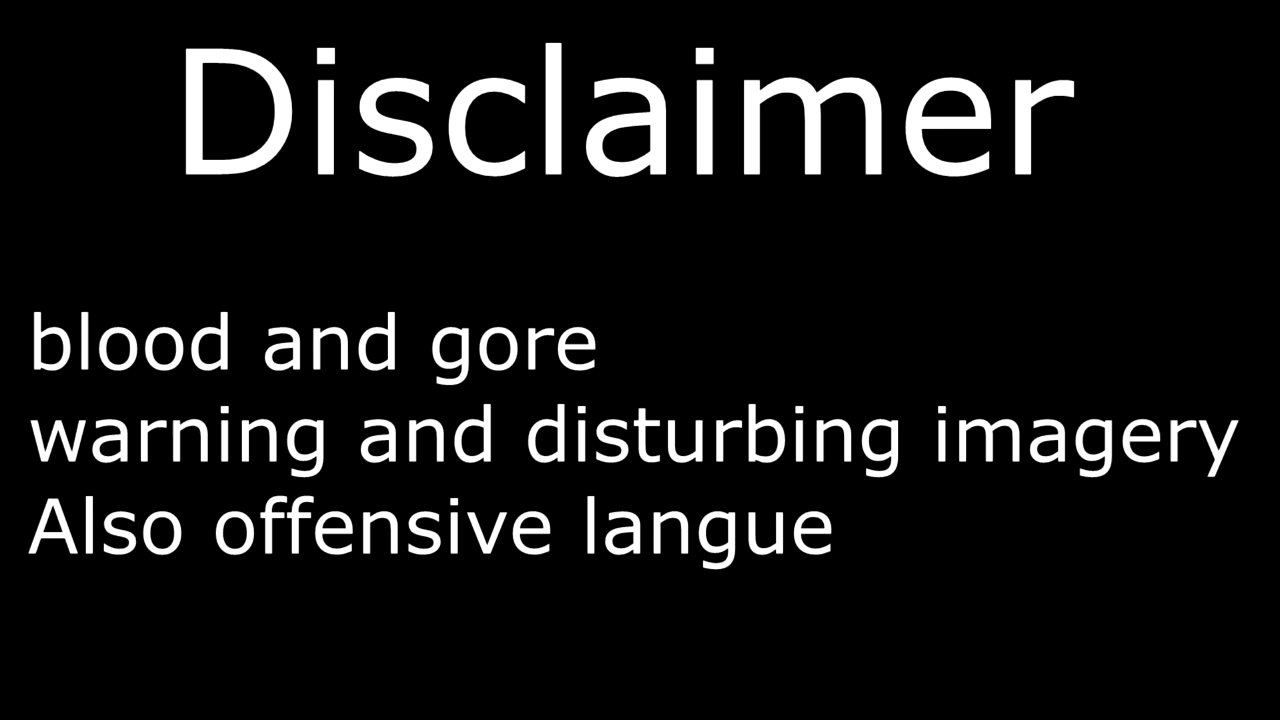 Disclaimer
blood and gore
warning and disturbing imagery
Also offensive langue